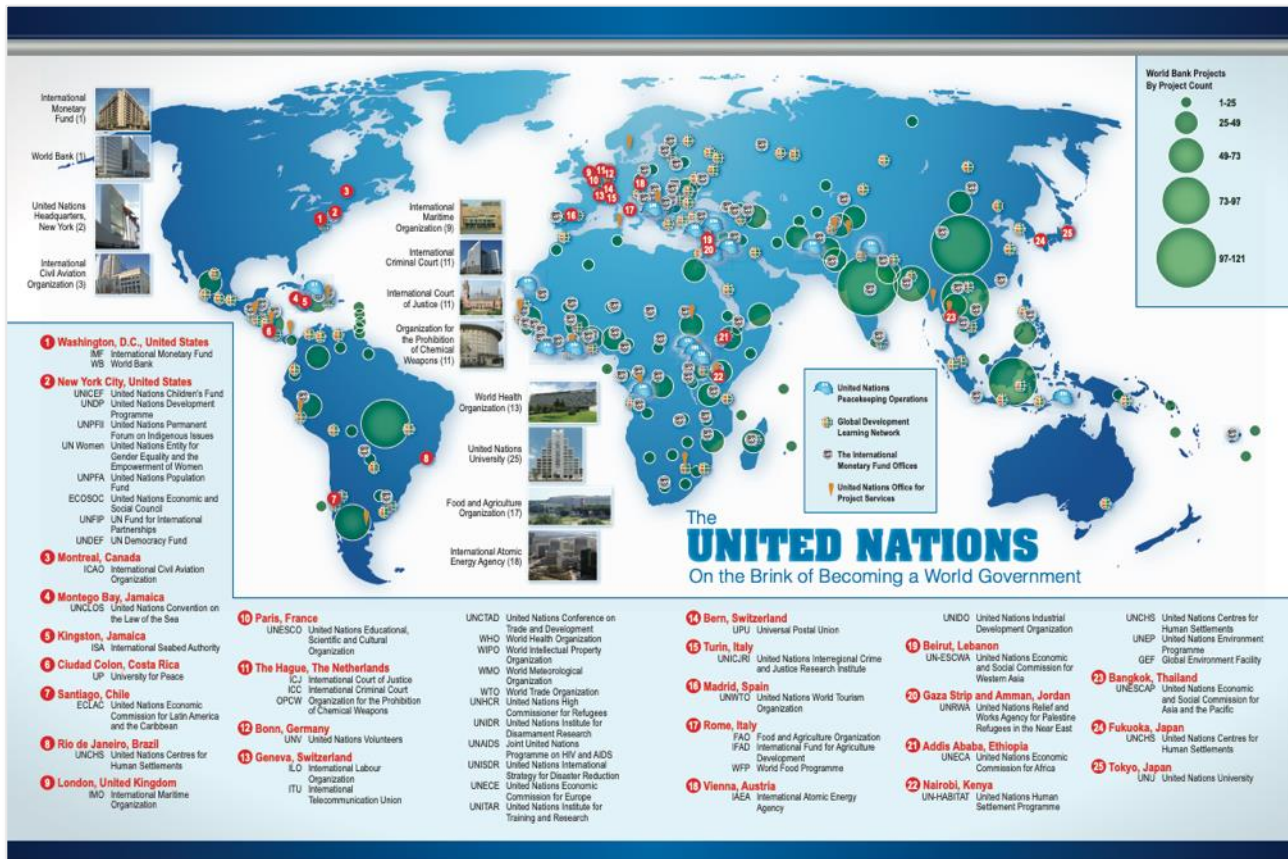 International
Monetary
Fund (1)
World Bank (1)
United Nations
Headquarters,
New York (2)
International
Civil Aviation
Organization (3)
International
Maritime
Organization (9)
International
Criminal Court (11)
International Court
of Justice (11)
Organization for
the Prohibition
of Chemical
Weapons (11)
World Health
Organization (13)
United Nations
University (25)
Food and Agriculture
Organization (17)
International Atomic
Energy Agency (18)
World Bank Projects
By Project Count
1-25
25-49
49-73
73-97
97-121
United Nations
Peacekeeping Operations
Global Development
Learning Network
The International
Monetary Fund Offices
United Nations Office for
Project Services
The
UNITED NATIONS
On the Brink of Becoming a World Government
1 Washington, D.C., United States
IMF International Monetary Fund
WB World Bank
2 New York City, United States
UNICEF United Nations Children's Fund
UNDP United Nations Development
Programme
UNPFII United Nations Permanent
Forum on Indigenous Issues
UN Women United Nations Entity for
Gender Equality and the
Empowerment of Women
UNPFA United Nations Population
Fund
ECOSOC United Nations Economic and
Social Council
UNFIP UN Fund for International
Partnerships
UNDEF UN Democracy Fund
3 Montreal, Canada
ICAO International Civil Aviation
Organization
4 Montego Bay, Jamaica
UNCLOS United Nations Convention on
the Law of the Sea
5 Kingston, Jamaica
ISA International Seabed Authority
6 Ciudad Colon, Costa Rica
UP University for Peace
7 Santiago, Chile
ECLAC United Nations Economic
Commission for Latin America
and the Caribbean
8 Rio de Janeiro, Brazil
UNCHS United Nations Centres for
Human Settlements
9 London, United Kingdom
IMO International Maritime
Organization
10 Paris, France
UNESCO United Nations Educational,
Scientific and Cultural
Organization
11 The Hague, The Netherlands
ICJ International Court of Justice
ICC International Criminal Court
OPCW Organization for the Prohibition
of Chemical Weapons
12 Bonn, Germany
UNV United Nations Volunteers
13 Geneva, Switzerland
ILO International Labour
Organization
ITU International
Telecommunication Union
UNCTAD United Nations Conference on
Trade and Development
WHO World Health Organization
WIPO World Intellectual Property
Organization
WMO World Meteorological
Organization
WTO World Trade Organization
UNHCR United Nations High
Commissioner for Refugees
UNIDR United Nations Institute for
Disarmament Research
UNAIDS Joint United Nations
Programme on HIV and AIDS
UNISDR United Nations International
Strategy for Disaster Reduction
UNECE United Nations Economic
Commission for Europe
UNITAR United Nations Institute for
Training and Research
14 Bern, Switzerland
UPU Universal Postal Union
15 Turin, Italy
UNICJRI United Nations Interregional Crime
and Justice Research Institute
16 Madrid, Spain
UNWTO United Nations World Tourism
Organization
17 Rome, Italy
FAO Food and Agriculture Organization
IFAD International Fund for Agriculture
Development
WFP World Food Programme
18 Vienna, Austria
IAEA International Atomic Energy
Agency
UNIDO United Nations Industrial
Development Organization
19 Beirut, Lebanon
UN-ESCWA United Nations Economic
and Social Commission for
Western Asia
20 Gaza Strip and Amman, Jordan
UNRWA United Nations Relief and
Works Agency for Palestine
Refugees in the Near East
21 Addis Ababa, Ethiopia
UNECA United Nations Economic
Commission for Africa
22 Nairobi, Kenya
UN-HABITAT United Nations Human
Settlement Programme
UNCHS United Nations Centres for
Human Settlements
UNEP United Nations Environment
Programme
GEF Global Environment Facility
23 Bangkok, Thailand
UNESCAP United Nations Economic
and Social Commission for
Asia and the Pacific
24 Fukuoka, Japan
UNCHS United Nations Centres for
Human Settlements
25 Tokyo, Japan
UNU United Nations University